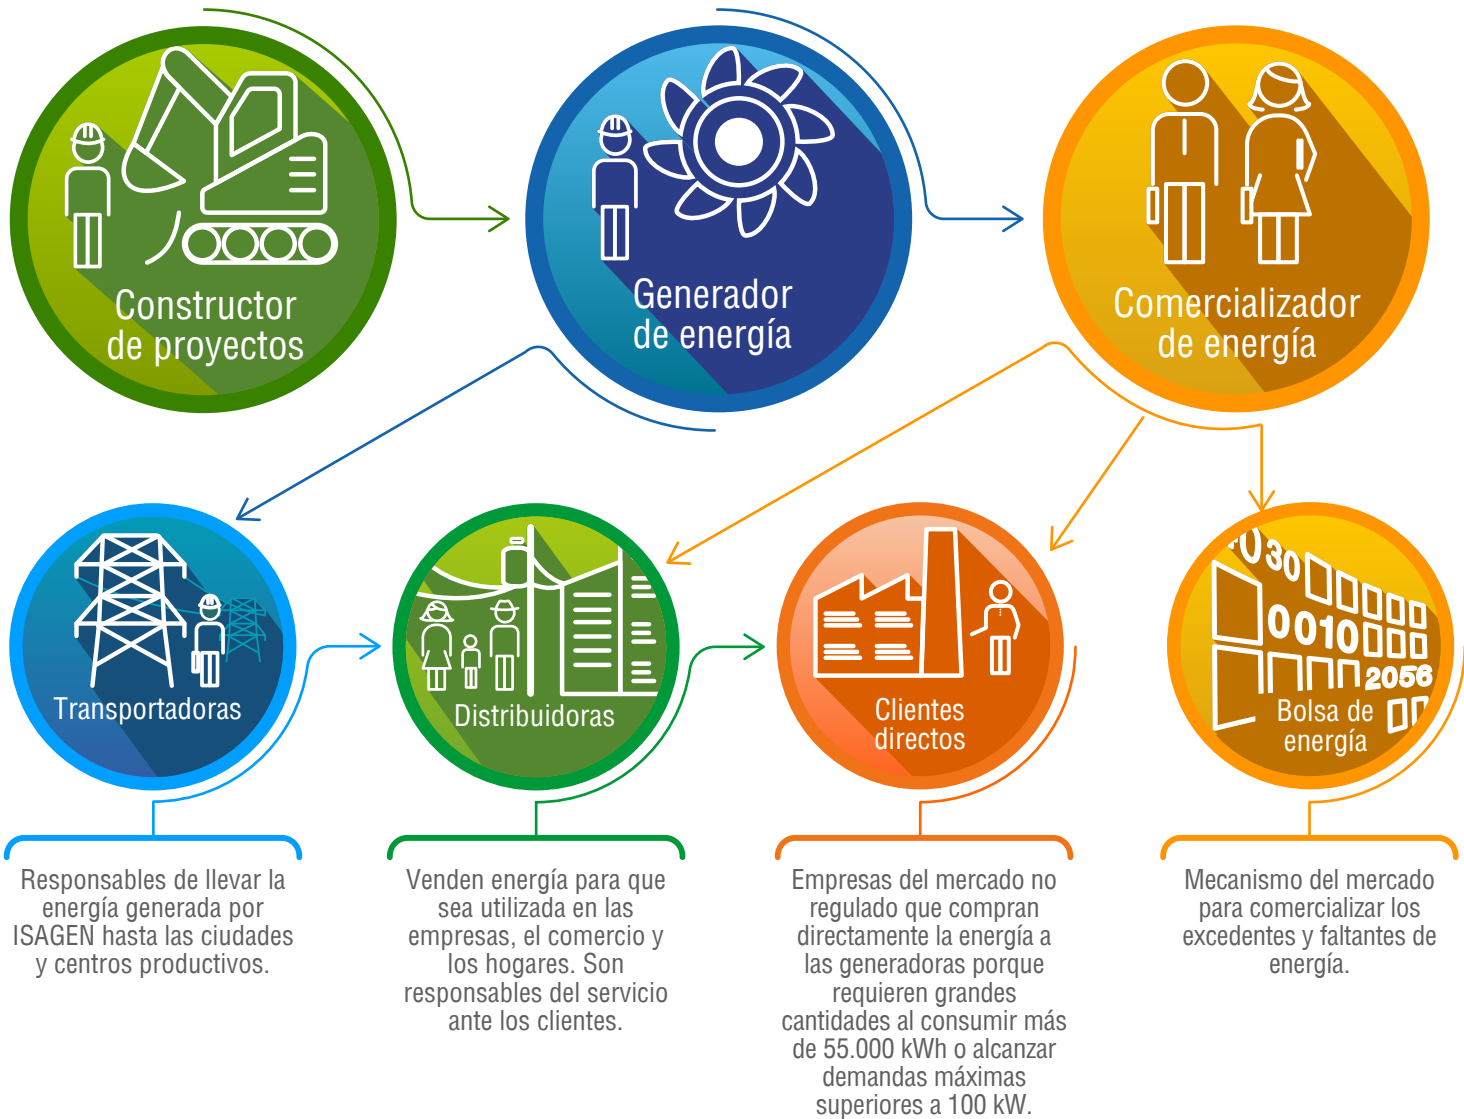 Constructor
de proyectos
Generador
de energía
Comercializador
de energía
Transportadoras
Distribuidoras
Clientes
directos
30
0010
2056
Bolsa de
energía
Responsables de llevar la
energía generada por
ISAGEN hasta las ciudades
y centros productivos.
Venden energía para que
sea utilizada en las
empresas, el comercio y
los hogares. Son
responsables del servicio
ante los clientes.
Empresas del mercado no
regulado que compran
directamente la energía a
las generadoras porque
requieren grandes
cantidades al consumir más
de 55.000 kWh o alcanzar
demandas máximas
superiores a 100 kW.
Mecanismo del mercado
para comercializar los
excedentes y faltantes de
energía.